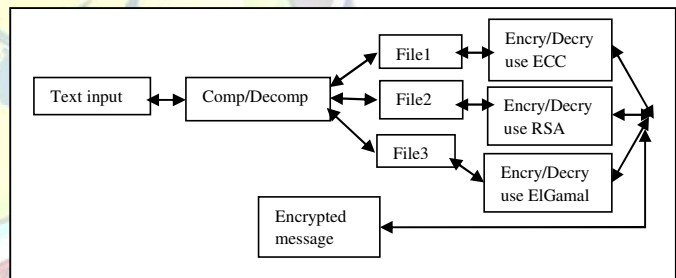 Text input
Comp/Decomp
File1
File2
File3
Encry/Decry
use ECC
Encry/Decry
use RSA
Encry/Decry
use ElGamal
Encrypted
message